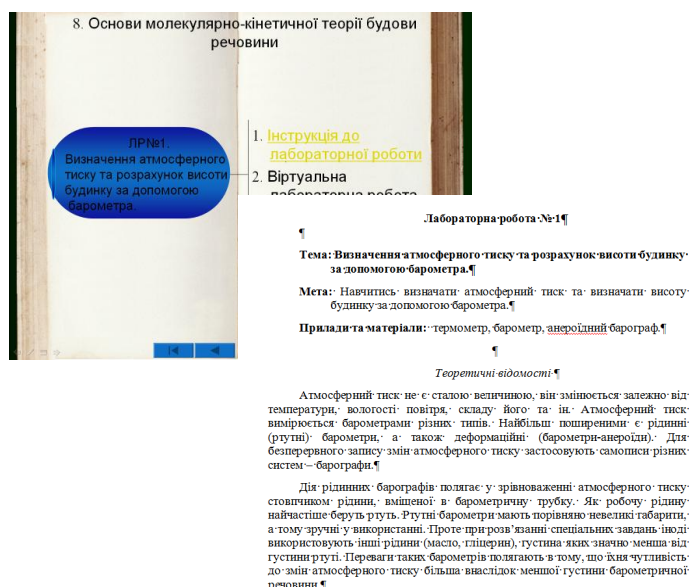 8. Основи молекулярно-кінетичної теорії будови
речовини
ЛР№1.
Визначення атмосферного
тиску та розрахунок висоти
будинку за допомогою
барометра.
1. Інструкція до
лабораторної роботи
2. Віртуальна
лабораторна робота
Лабораторна·робота·№·1¶
¶
Тема:·Визначення·атмосферного·тиску·та·розрахунок·висоти·будинку·
за·допомогою·барометра.¶
Мета:·Навчитись·визначати·атмосферний·тиск·та·визначати·висоту·
будинку·за·допомогою·барометра.¶
Прилади·та·матеріали:··термометр,·барометр,·анероїдний·барограф.¶
¶
Теоретичні·відомості·¶
Атмосферний·тиск·не·є·сталою·величиною,·він·змінюється·залежно·від·
температури,·вологості·повітря,·складу·його·та·ін.·Атмосферний·тиск·
вимірюється·барометрами·різних·типів.·Найбільш·поширеними·є·рідинні·
(ртутні)·барометри,·а·також·деформаційні·(барометри-анероїди).·Для·
безперервного·запису·змін·атмосферного·тиску·застосовують·самописи·різних·
систем·–·барографи.¶
Дія·рідинних·барографів·полягає·у·зрівноваженні·атмосферного·тиску·
стовпчиком·рідини,·вміщеної·в·барометричну·трубку.·Як·робочу·рідину·
найчастіше·беруть·ртуть.·Ртутні·барометри·мають·порівняно·невеликі·габарити,·
а·тому·зручні·у·використанні.·Проте·при·розв’язанні·спеціальних·завдань·іноді·
використовують·інші·рідини·(масло,·гліцерин),·густина·яких·значно·менша·від·
густини·ртуті.·Переваги·таких·барометрів·полягають·в·тому,·що·їхня·чутливість·
до·змін·атмосферного·тиску·більша·внаслідок·меншої·густини·барометричної·
речовини.¶